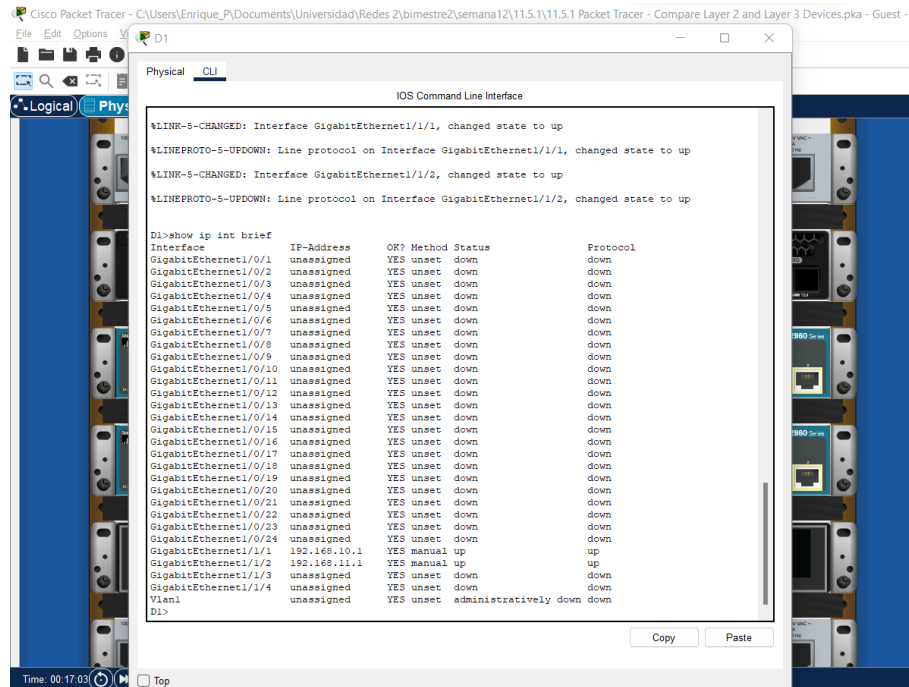 Cisco Packet Tracer - C:\Users\Enrique_P\Documents\Universidad\Redes 2\bimestre2\semana12\11.5.1\11.5.1 Packet Tracer - Compare Layer 2 and Layer 3 Devices.pka - Guest -
File Edit Options
D1
Physical CLI
Logical Phys
IOS Command Line Interface
%LINK-5-CHANGED: Interface GigabitEthernet1/1/1, changed state to up
%LINEPROTO-5-UPDOWN: Line protocol on Interface GigabitEthernet1/1/1, changed state to up
%LINK-5-CHANGED: Interface GigabitEthernet1/1/2, changed state to up
%LINEPROTO-5-UPDOWN: Line protocol on Interface GigabitEthernet1/1/2, changed state to up
D1>show ip int brief
Interface IP-Address OK? Method Status Protocol
GigabitEthernet1/0/1 unassigned YES unset down down
GigabitEthernet1/0/2 unassigned YES unset down down
GigabitEthernet1/0/3 unassigned YES unset down down
GigabitEthernet1/0/4 unassigned YES unset down down
GigabitEthernet1/0/5 unassigned YES unset down down
GigabitEthernet1/0/6 unassigned YES unset down down
GigabitEthernet1/0/7 unassigned YES unset down down
GigabitEthernet1/0/8 unassigned YES unset down down
GigabitEthernet1/0/9 unassigned YES unset down down
GigabitEthernet1/0/10 unassigned YES unset down down
GigabitEthernet1/0/11 unassigned YES unset down down
GigabitEthernet1/0/12 unassigned YES unset down down
GigabitEthernet1/0/13 unassigned YES unset down down
GigabitEthernet1/0/14 unassigned YES unset down down
GigabitEthernet1/0/15 unassigned YES unset down down
GigabitEthernet1/0/16 unassigned YES unset down down
GigabitEthernet1/0/17 unassigned YES unset down down
GigabitEthernet1/0/18 unassigned YES unset down down
GigabitEthernet1/0/19 unassigned YES unset down down
GigabitEthernet1/0/20 unassigned YES unset down down
GigabitEthernet1/0/21 unassigned YES unset down down
GigabitEthernet1/0/22 unassigned YES unset down down
GigabitEthernet1/0/23 unassigned YES unset down down
GigabitEthernet1/0/24 unassigned YES unset down down
GigabitEthernet1/1/1 192.168.10.1 YES manual up up
GigabitEthernet1/1/2 192.168.11.1 YES manual up up
GigabitEthernet1/1/3 unassigned YES unset down down
GigabitEthernet1/1/4 unassigned YES unset down down
Vlan1 unassigned YES unset administratively down down
D1>
Copy Paste
Time: 00:17:03
Top
2960 Series
2960 Series